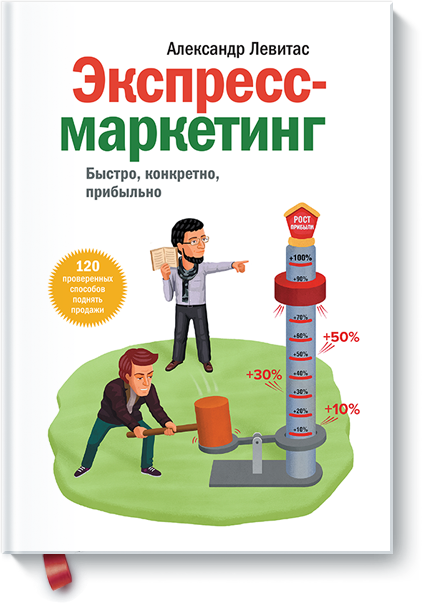 Александр Левитас
Экспресс-
маркетинг
Быстро, конкретно,
прибыльно
120
проверенных
способов
поднять
продажи
РОСТ
ПРИБЫЛИ
+100%
+90%
+70%
+60%
+50%
+40%
+30%
+20%
+10%
+50%
+30%
+10%